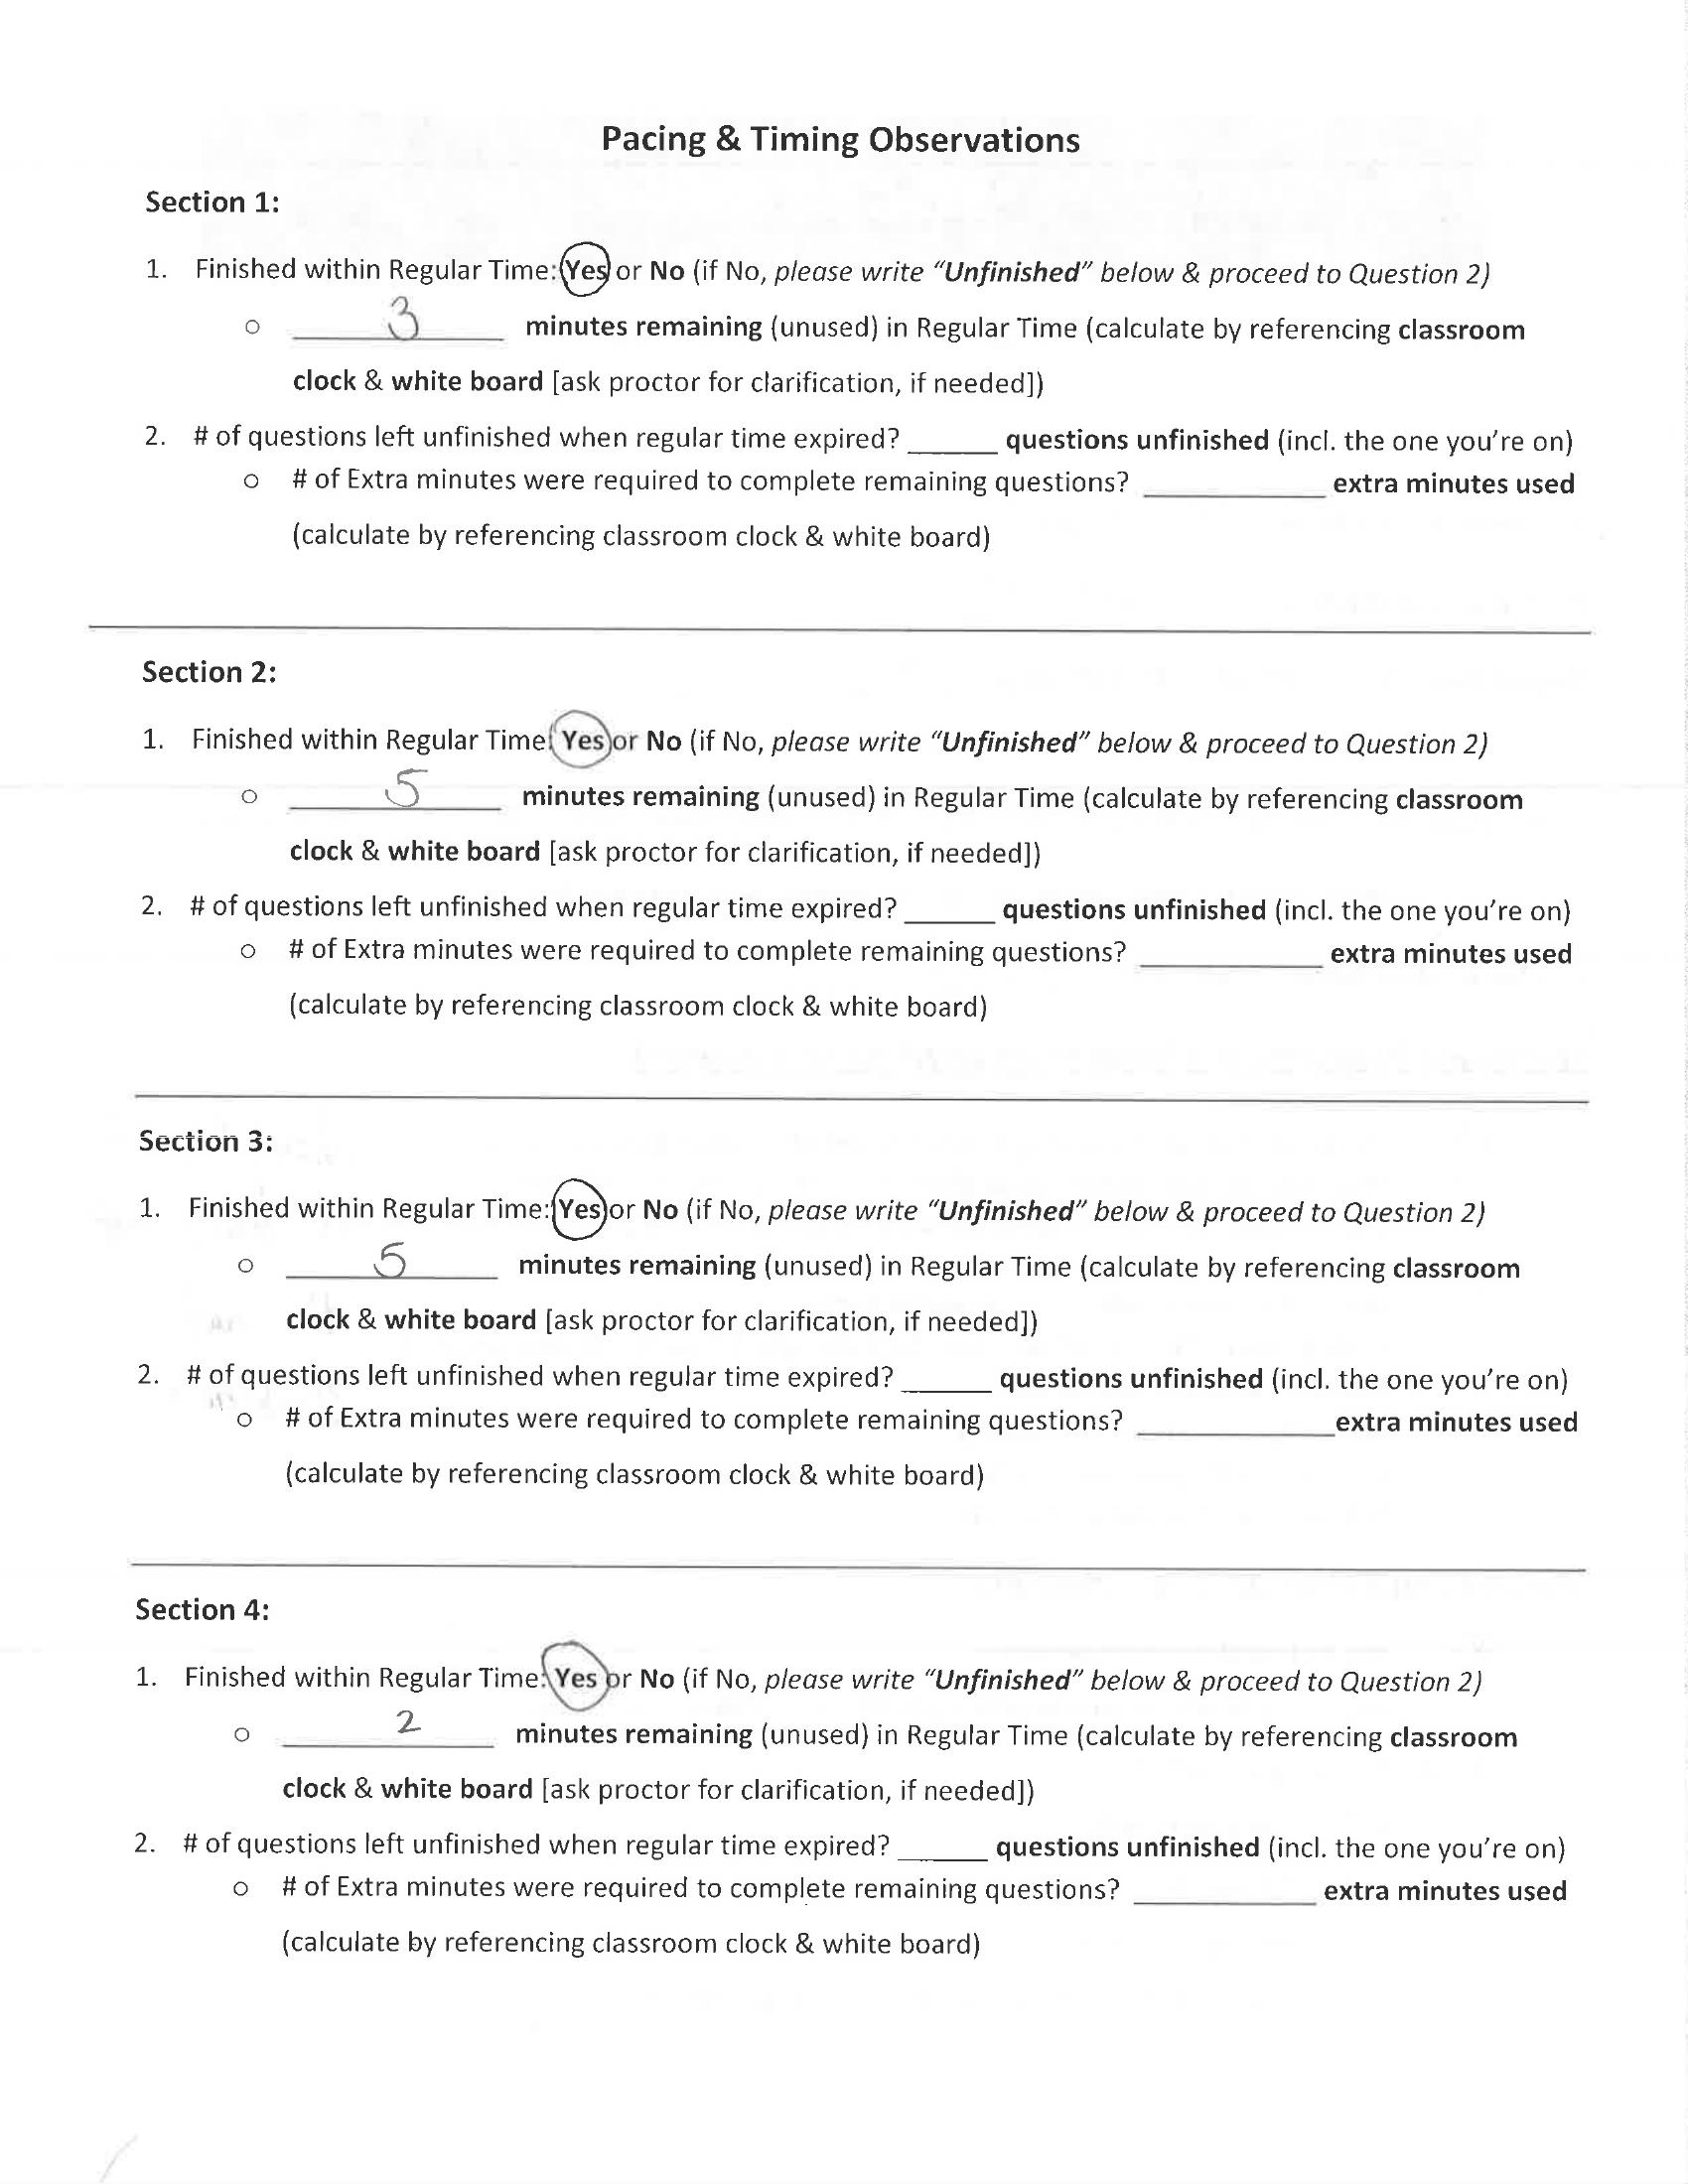 Pacing & Timing Observations
Section 1:
1. Finished within Regular Time: Yes or No (if No, please write “Unfinished” below & proceed to Question 2)
o 3 minutes remaining (unused) in Regular Time (calculate by referencing classroom
clock & white board [ask proctor for clarification, if needed])
2. # of questions left unfinished when regular time expired? ______ questions unfinished (incl. the one you’re on)
o # of Extra minutes were required to complete remaining questions? ____________ extra minutes used
(calculate by referencing classroom clock & white board)
Section 2:
1. Finished within Regular Time: Yes or No (if No, please write “Unfinished” below & proceed to Question 2)
o 5 minutes remaining (unused) in Regular Time (calculate by referencing classroom
clock & white board [ask proctor for clarification, if needed])
2. # of questions left unfinished when regular time expired? ______ questions unfinished (incl. the one you’re on)
o # of Extra minutes were required to complete remaining questions? ____________ extra minutes used
(calculate by referencing classroom clock & white board)
Section 3:
1. Finished within Regular Time: Yes or No (if No, please write “Unfinished” below & proceed to Question 2)
o 5 minutes remaining (unused) in Regular Time (calculate by referencing classroom
clock & white board [ask proctor for clarification, if needed])
2. # of questions left unfinished when regular time expired? ______ questions unfinished (incl. the one you’re on)
o # of Extra minutes were required to complete remaining questions? _____________extra minutes used
(calculate by referencing classroom clock & white board)
Section 4:
1. Finished within Regular Time: Yes or No (if No, please write “Unfinished” below & proceed to Question 2)
o 2 minutes remaining (unused) in Regular Time (calculate by referencing classroom
clock & white board [ask proctor for clarification, if needed])
2. # of questions left unfinished when regular time expired? ______ questions unfinished (incl. the one you’re on)
o # of Extra minutes were required to complete remaining questions? ____________ extra minutes used
(calculate by referencing classroom clock & white board)